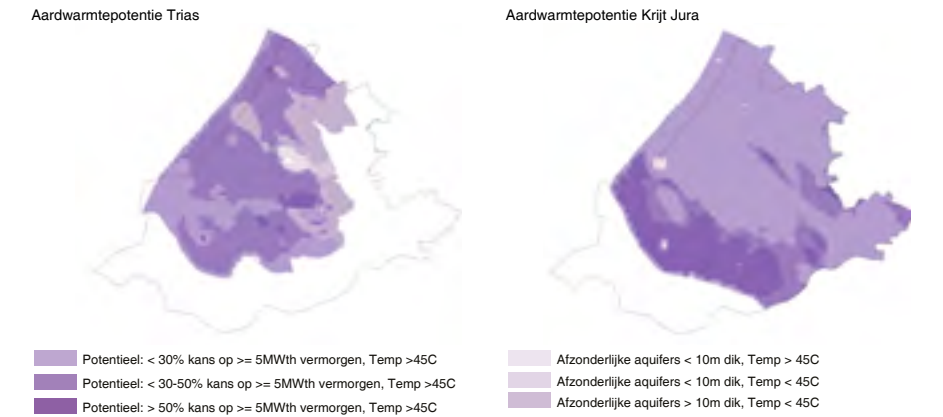 Aardwarmtepotentie Trias
Aardwarmtepotentie Krijt Jura
Potentieel: < 30% kans op >= 5MWth vermorgen, Temp >45C
Potentieel: < 30-50% kans op >= 5MWth vermorgen, Temp >45C
Potentieel: > 50% kans op >= 5MWth vermorgen, Temp >45C
Afzonderlijke aquifers < 10m dik, Temp > 45C
Afzonderlijke aquifers < 10m dik, Temp < 45C
Afzonderlijke aquifers > 10m dik, Temp < 45C